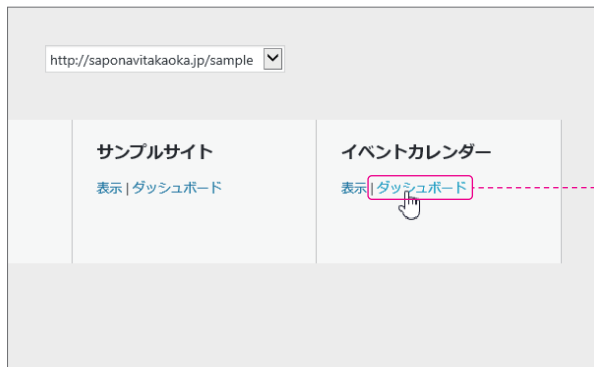 http://saponavitakaoka.jp/sample
サンプルサイト
表示 | ダッシュボード
イベントカレンダー
表示 | ダッシュボード